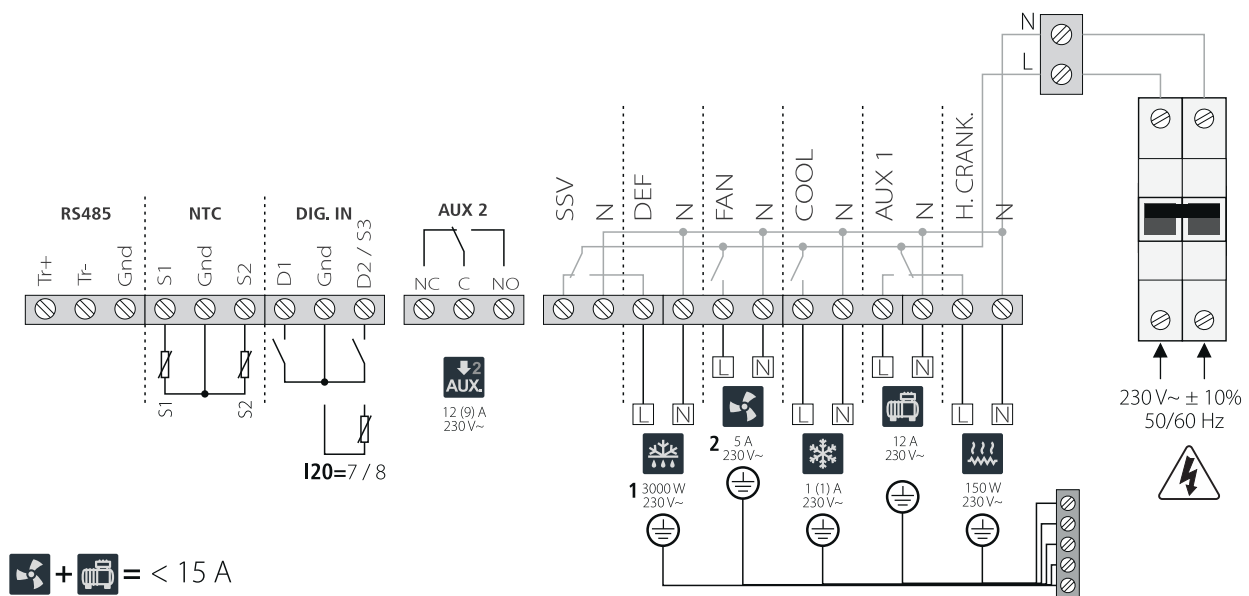 N
L
RS485
NTC
DIG. IN
AUX 2
SSV
N
DEF
N
FAN
N
COOL
N
AUX 1
N
H. CRANK.
N
Tr+
Tr-
Gnd
S1
Gnd
S2
D1
Gnd
D2 / S3
NC
C
NO
S1
S2
I20=7 / 8
2
AUX.
12 (9) A
230 V~
L
N
1 3000 W
230 V~
L
N
2 5 A
230 V~
L
N
1 (1) A
230 V~
L
N
12 A
230 V~
L
N
150 W
230 V~
230 V~ ± 10%
50/60 Hz
+ = < 15 A